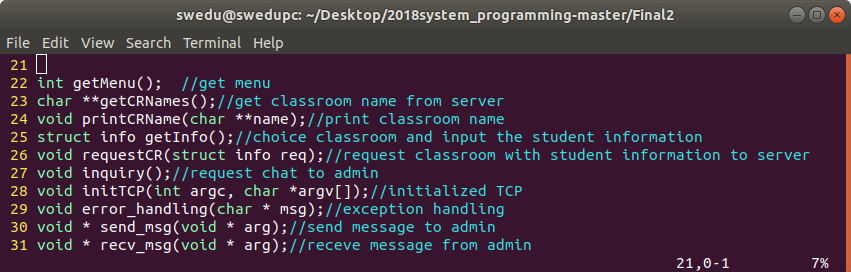 swedu@swedupc: ~/Desktop/2018system_programming-master/Final2
File Edit View Search Terminal Help
21
22 int getMenu();  //get menu
23 char **getCRNames();//get classroom name from server
24 void printCRName(char **name);//print classroom name
25 struct info getInfo();//choice classroom and input the student information
26 void requestCR(struct info req);//request classroom with student information to server
27 void inquiry();//request chat to admin
28 void initTCP(int argc, char *argv[]);//initialized TCP
29 void error_handling(char * msg);//exception handling
30 void * send_msg(void * arg);//send message to admin
31 void * recv_msg(void * arg);//receve message from admin
21,0-1 7%